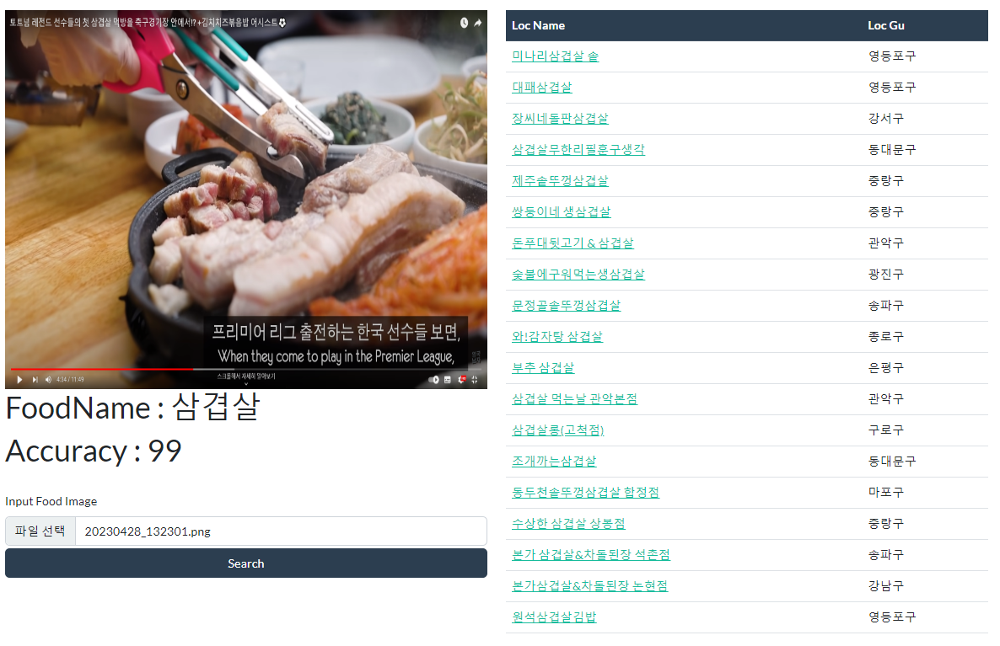 토트넘 레전드 선수들의 첫 삼겹살 먹방을 축구경기장 안에서!? +김치치즈볶음밥 어시스트⚽
프리미어 리그 출전하는 한국 선수들 보면,
When they come to play in the Premier League,
4:34 / 11:49
스크롤해서 자세히 알아보기
FoodName : 삼겹살
Accuracy : 99
Input Food Image
파일 선택 20230428_132301.png
Search
Loc Name Loc Gu
미나리삼겹살 솥 영등포구
대패삼겹살 영등포구
장씨네돌판삼겹살 강서구
삼겹살무한리필훈구생각 동대문구
제주솥뚜껑삼겹살 중랑구
쌍둥이네 생삼겹살 중랑구
돈푸대뒷고기 & 삼겹살 관악구
숯불에구워먹는생삼겹살 광진구
문정골솥뚜껑삼겹살 송파구
와!감자탕 삼겹살 종로구
부추 삼겹살 은평구
삼겹살 먹는날 관악본점 관악구
삼겹살롱(고척점) 구로구
조개까는삼겹살 동대문구
동두천솥뚜껑삼겹살 합정점 마포구
수상한 삼겹살 상봉점 중랑구
본가 삼겹살&차돌된장 석촌점 송파구
본가삼겹살&차돌된장 논현점 강남구
원석삼겹살김밥 영등포구